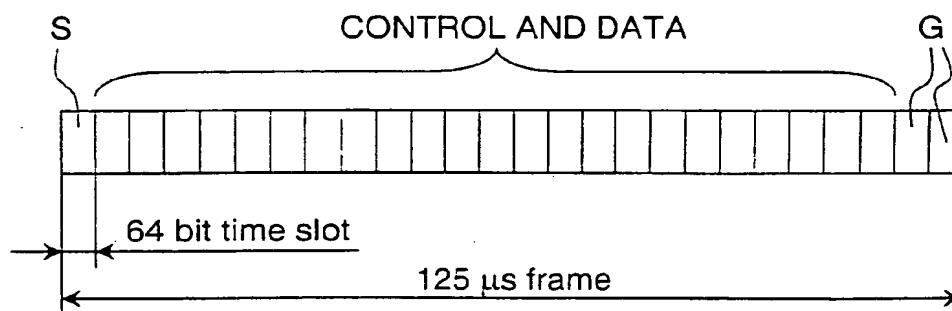 S CONTROL AND DATA G
64 bit time slot
125 μs frame